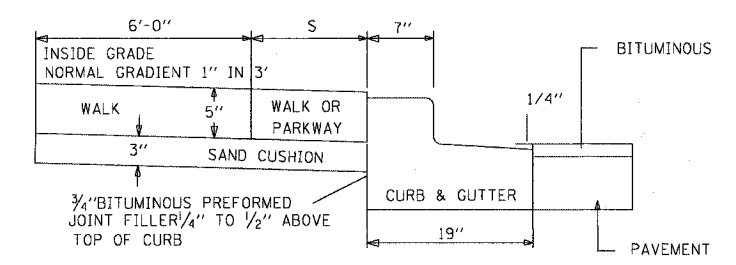 6'-0" S 7"
INSIDE GRADE
NORMAL GRADIENT 1" IN 3'
BITUMINOUS
1/4"
WALK
5"
WALK OR
PARKWAY
3"
SAND CUSHION
3/4"BITUMINOUS PREFORMED
JOINT FILLER 1/4" TO 1/2" ABOVE
TOP OF CURB
CURB & GUTTER
19"
PAVEMENT